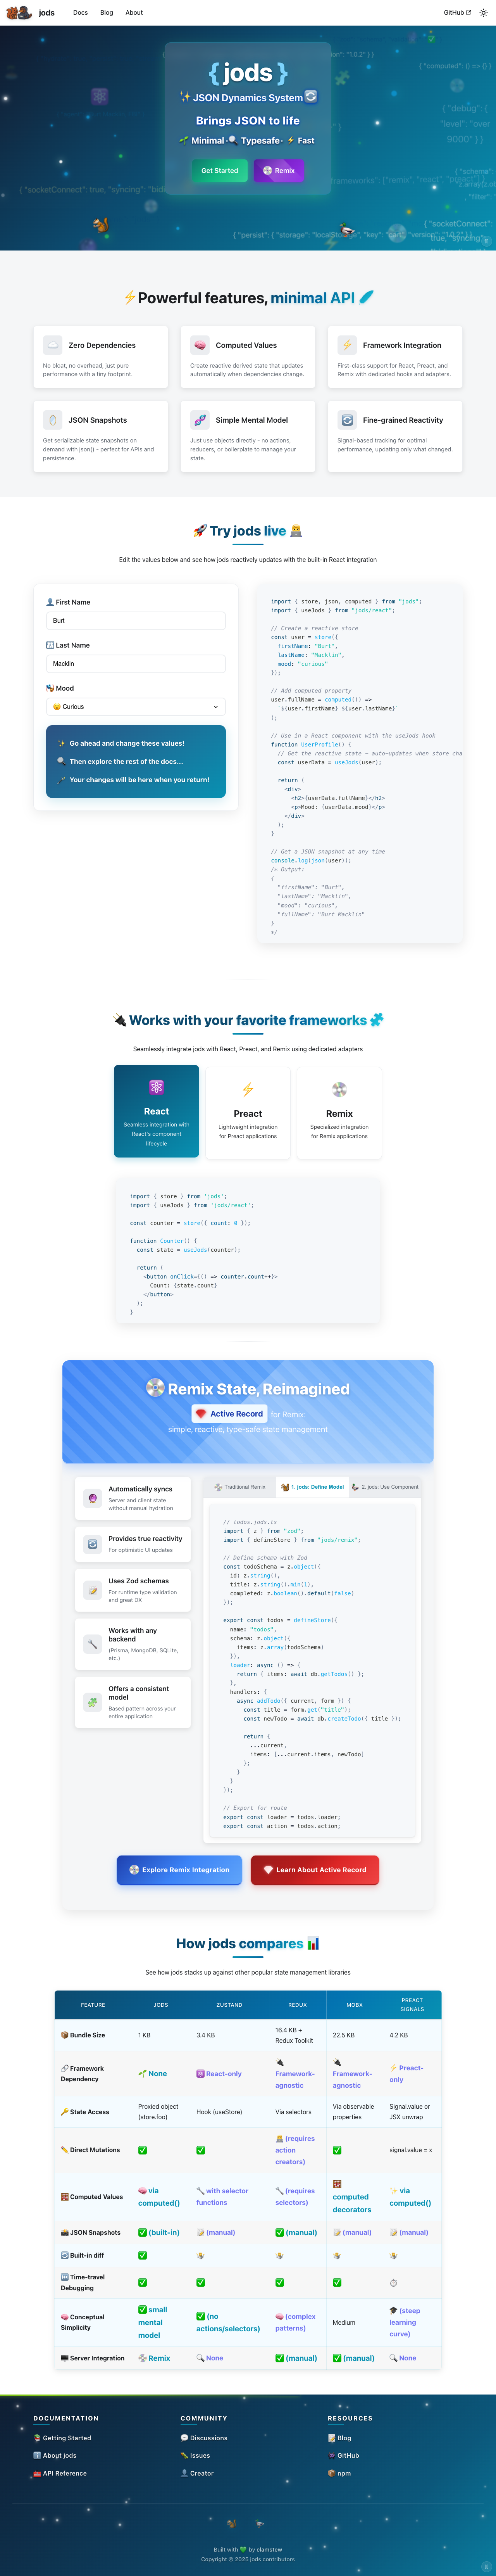 jods
Docs
Blog
About
GitHub
{jods}
JSON Dynamics System
Brings JSON to life
Minimal Typesafe Fast
Get Started
Remix
{ computed: () => {} }
{ "debug": {
"level": "over
9000" } }
{ "socketConnect": true, "syncing":
{ "socketConnect":
true, "syncing":
Powerful features, minimal API
Zero Dependencies
No bloat, no overhead, just pure
performance with a tiny footprint.
Computed Values
Create reactive derived state that updates
automatically when dependencies change.
Framework Integration
First-class support for React, Preact, and
Remix with dedicated hooks and adapters.
JSON Snapshots
Get serializable state snapshots on
demand with json() - perfect for APIs and
persistence.
Simple Mental Model
Just use objects directly - no actions,
reducers, or boilerplate to manage your
state.
Fine-grained Reactivity
Signal-based tracking for optimal
performance, updating only what changed.
Try jods live
Edit the values below and see how jods reactively updates with the built-in React integration
First Name
Burt
Last Name
Macklin
Mood
Curious
Go ahead and change these values!
Then explore the rest of the docs...
Your changes will be here when you return!
import { store, json, computed } from "jods";
import { useJods } from "jods/react";
// Create a reactive store
const user = store({
firstName: "Burt",
lastName: "Macklin",
mood: "curious"
});
// Add computed property
user.fullName = computed(() =>
`${user.firstName} ${user.lastName}`
);
// Use in a React component with the useJods hook
function UserProfile() {
// Get the reactive state - auto-updates when store cha
const userData = useJods(user);
return (
<div>
<h2>{userData.fullName}</h2>
<p>Mood: {userData.mood}</p>
</div>
);
}
// Get a JSON snapshot at any time
console.log(json(user));
/* Output:
{
"firstName": "Burt",
"lastName": "Macklin",
"mood": "curious",
"fullName": "Burt Macklin"
}
*/
Works with your favorite frameworks
Seamlessly integrate jods with React, Preact, and Remix using dedicated adapters
React
Seamless integration with
React's component
lifecycle
Preact
Lightweight integration
for Preact applications
Remix
Specialized integration
for Remix applications
import { store } from 'jods';
import { useJods } from 'jods/react';
const counter = store({ count: 0 });
function Counter() {
const state = useJods(counter);
return (
<button onClick={() => counter.count++}>
Count: {state.count}
</button>
);
}
Remix State, Reimagined
Active Record for Remix:
simple, reactive, type-safe state management
Automatically syncs
Server and client state
without manual hydration
Provides true reactivity
For optimistic UI updates
Uses Zod schemas
For runtime type validation
and great DX
Works with any
backend
(Prisma, MongoDB, SQLite,
etc.)
Offers a consistent
model
Based pattern across your
entire application
Traditional Remix
1. jods: Define Model
2. jods: Use Component
// todos.jods.ts
import { z } from "zod";
import { defineStore } from "jods/remix";
// Define schema with Zod
const todoSchema = z.object({
id: z.string(),
title: z.string().min(1),
completed: z.boolean().default(false)
});
export const todos = defineStore({
name: "todos",
schema: z.object({
items: z.array(todoSchema)
}),
loader: async () => {
return { items: await db.getTodos() };
},
handlers: {
async addTodo({ current, form }) {
const title = form.get("title");
const newTodo = await db.createTodo({ title });
return {
...current,
items: [...current.items, newTodo]
};
}
}
});
// Export for route
export const loader = todos.loader;
export const action = todos.action;
Explore Remix Integration
Learn About Active Record
How jods compares
See how jods stacks up against other popular state management libraries
FEATURE JODS ZUSTAND REDUX MOBX PREACT SIGNALS
Bundle Size 1 KB 3.4 KB 16.4 KB + Redux Toolkit 22.5 KB 4.2 KB
Framework Dependency None React-only Framework-agnostic Framework-agnostic Preact-only
State Access Proxied object (store.foo) Hook (useStore) Via selectors Via observable properties Signal.value or JSX unwrap
Direct Mutations (requires action creators) signal.value = x
Computed Values via computed() with selector functions (requires selectors) computed decorators via computed()
JSON Snapshots (built-in) (manual) (manual) (manual) (manual)
Built-in diff
Time-travel Debugging
Conceptual Simplicity small mental model (no actions/selectors) (complex patterns) Medium (steep learning curve)
Server Integration Remix None (manual) (manual) None
DOCUMENTATION
Getting Started
About jods
API Reference
COMMUNITY
Discussions
Issues
Creator
RESOURCES
Blog
GitHub
npm
Built with by clamstew
Copyright © 2025 jods contributors